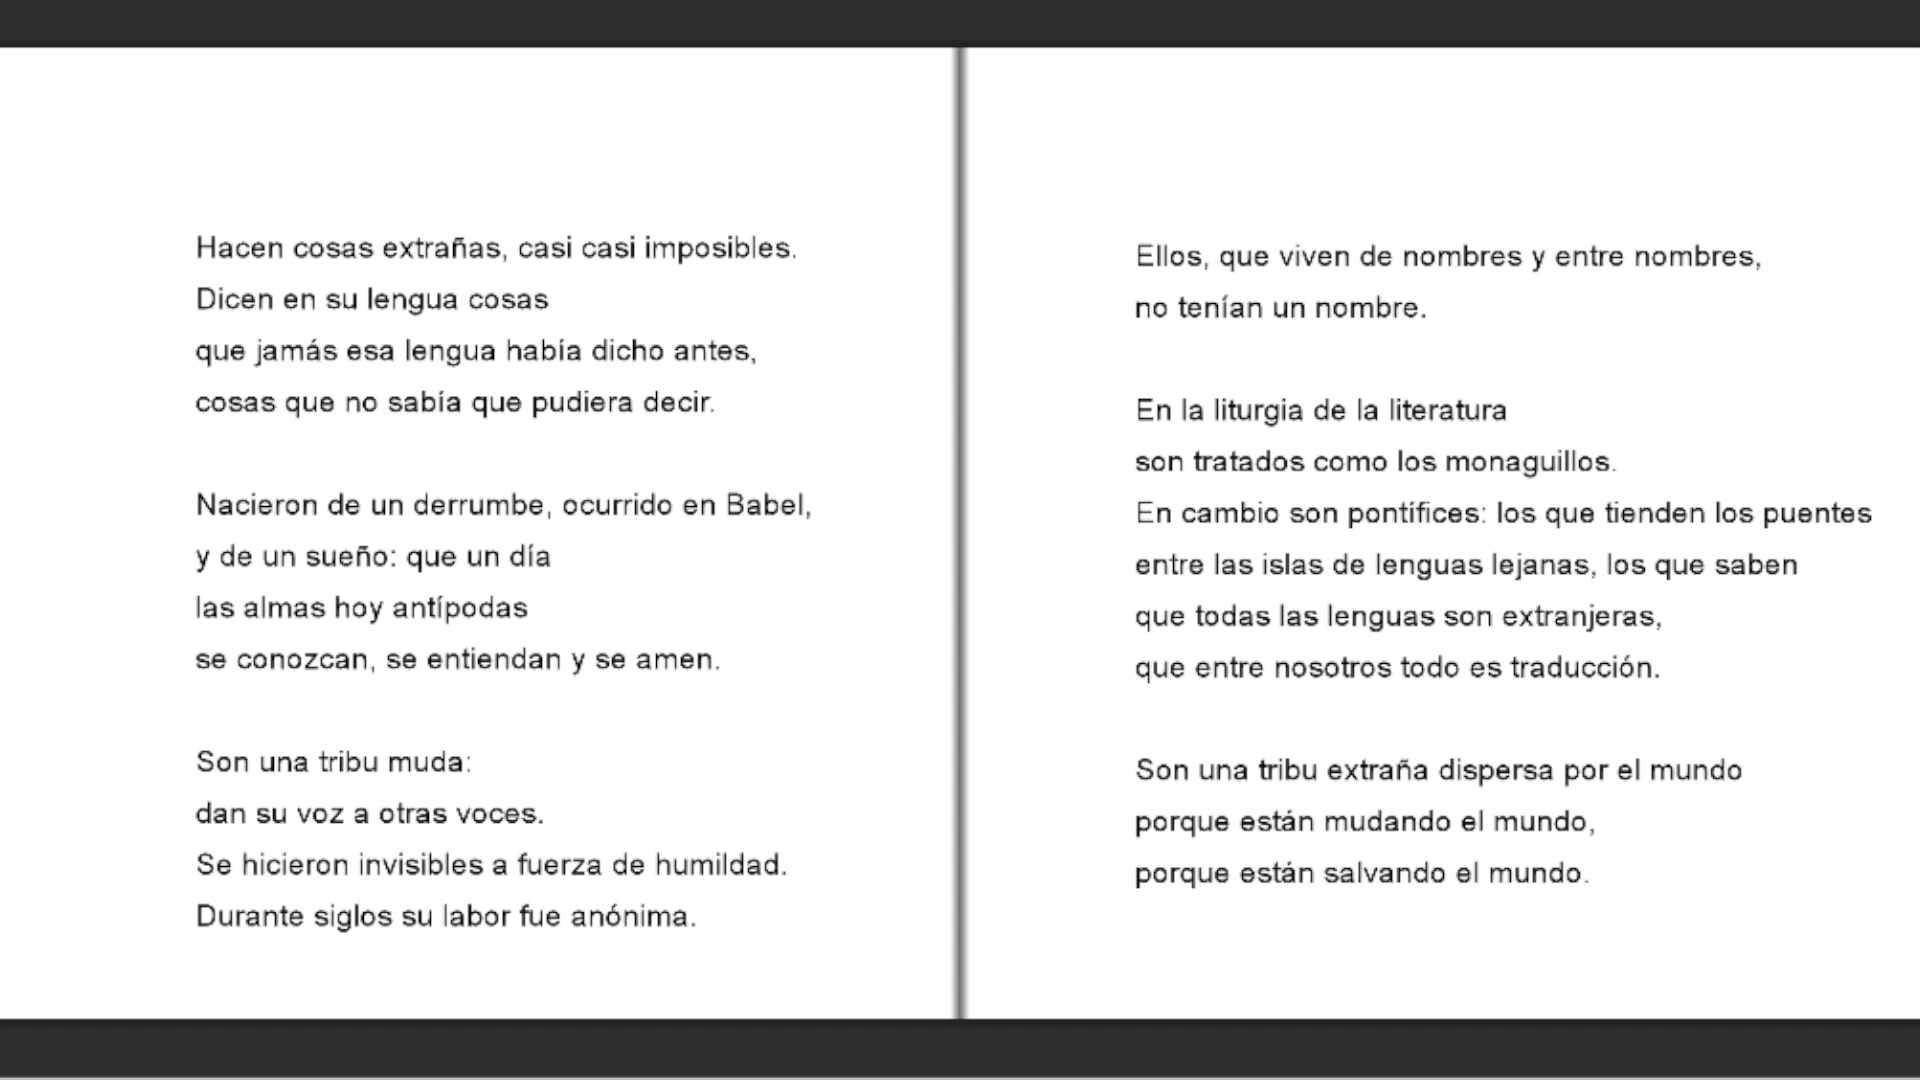 Hacen cosas extrañas, casi casi imposibles.
Dicen en su lengua cosas
que jamás esa lengua había dicho antes,
cosas que no sabía que pudiera decir.
Nacieron de un derrumbe, ocurrido en Babel,
y de un sueño: que un día
las almas hoy antípodas
se conozcan, se entiendan y se amen.
Son una tribu muda:
dan su voz a otras voces.
Se hicieron invisibles a fuerza de humildad.
Durante siglos su labor fue anónima.
Ellos, que viven de nombres y entre nombres,
no tenían un nombre.
En la liturgia de la literatura
son tratados como los monaguillos.
En cambio son pontífices: los que tienden los puentes
entre las islas de lenguas lejanas, los que saben
que todas las lenguas son extranjeras,
que entre nosotros todo es traducción.
Son una tribu extraña dispersa por el mundo
porque están mudando el mundo,
porque están salvando el mundo.